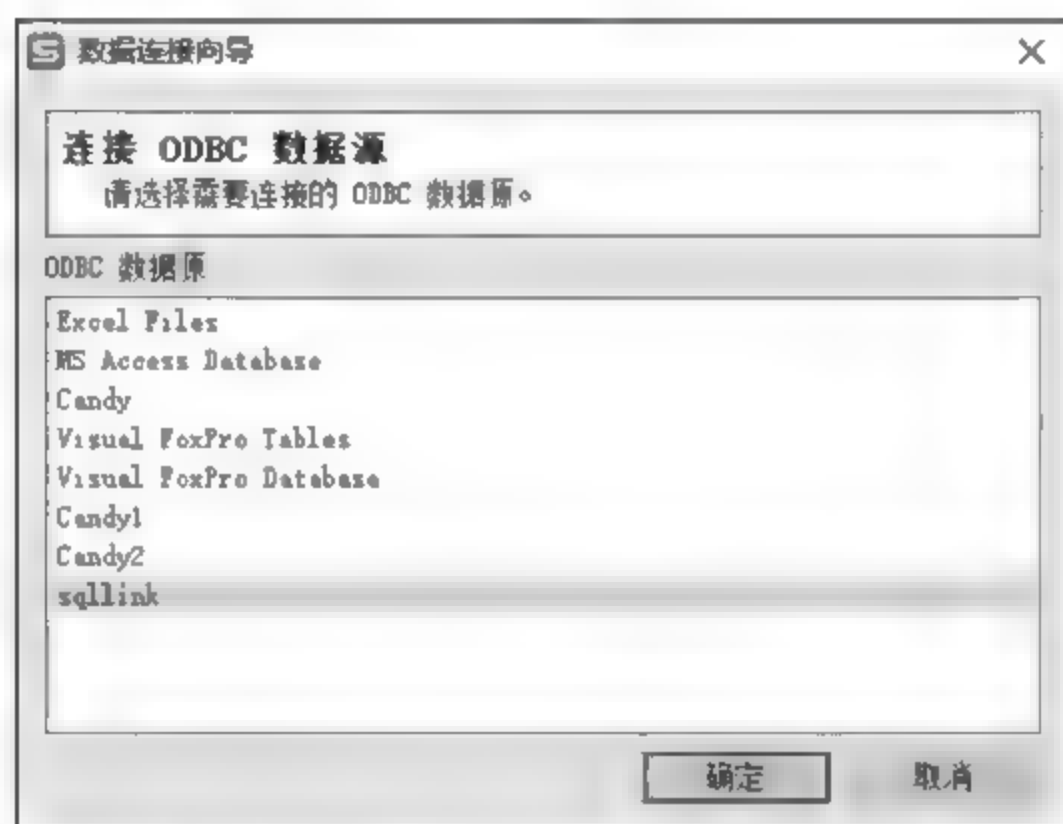 数据连接向导
连接 ODBC 数据源
请选择需要连接的 ODBC 数据源。
ODBC 数据源
Excel Files
MS Access Database
Candy
Visual FoxPro Tables
Visual FoxPro Database
Candy1
Candy2
sqllink
确定 取消